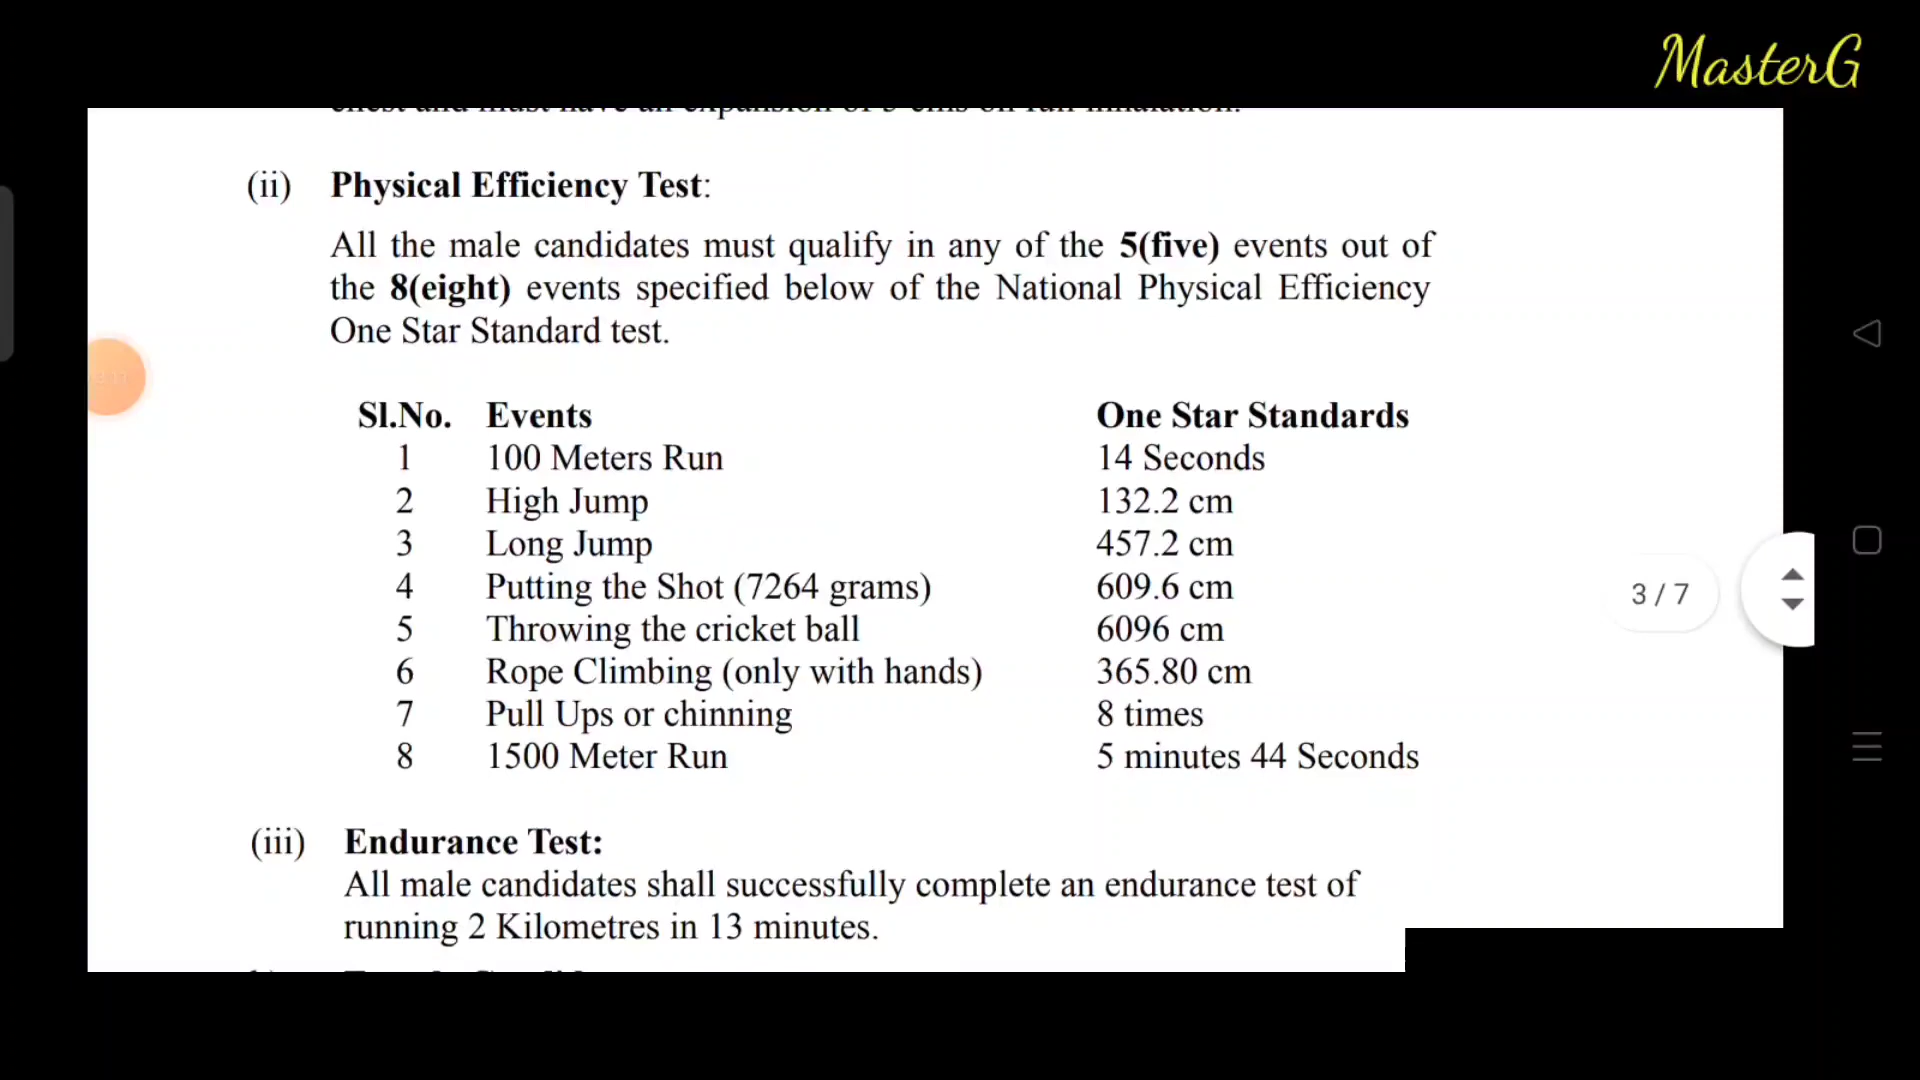 MasterG
(ii) Physical Efficiency Test:
All the male candidates must qualify in any of the 5(five) events out of
the 8(eight) events specified below of the National Physical Efficiency
One Star Standard test.
Sl.No. Events One Star Standards
1 100 Meters Run 14 Seconds
2 High Jump 132.2 cm
3 Long Jump 457.2 cm
4 Putting the Shot (7264 grams) 609.6 cm
5 Throwing the cricket ball 6096 cm
6 Rope Climbing (only with hands) 365.80 cm
7 Pull Ups or chinning 8 times
8 1500 Meter Run 5 minutes 44 Seconds
3 / 7
(iii) Endurance Test:
All male candidates shall successfully complete an endurance test of
running 2 Kilometres in 13 minutes.